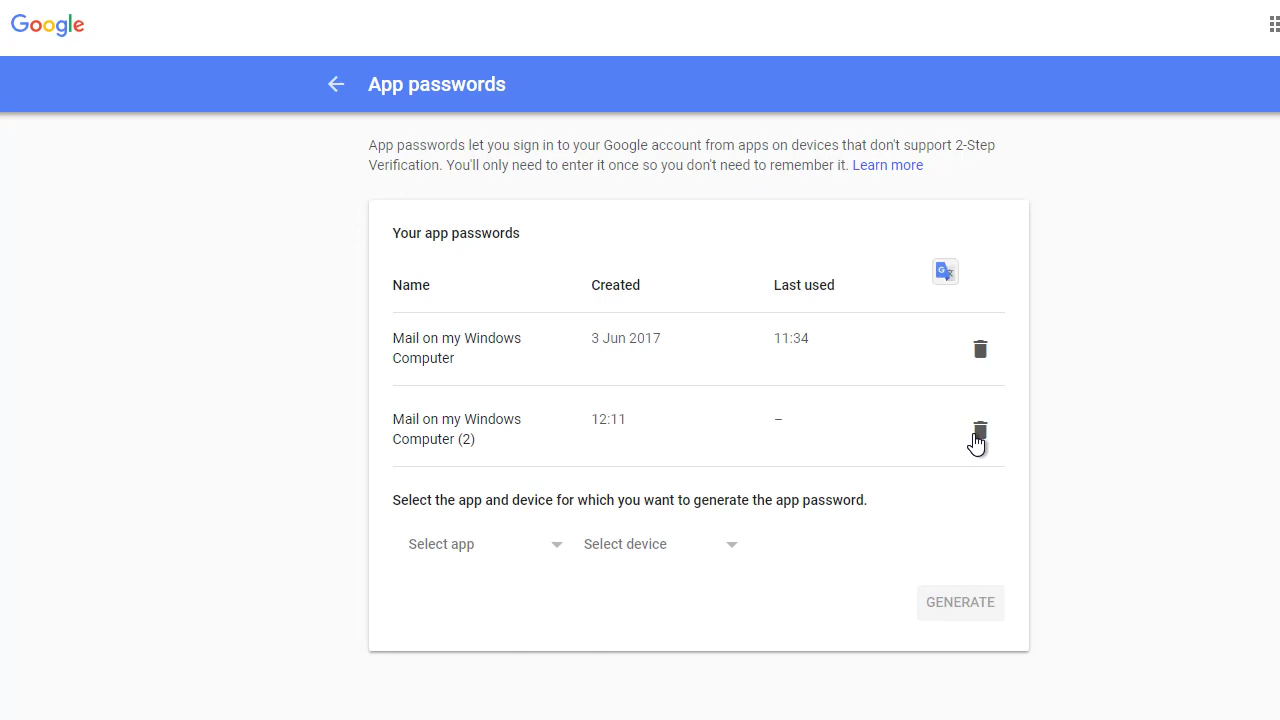 Google
App passwords
App passwords let you sign in to your Google account from apps on devices that don't support 2-Step
Verification. You'll only need to enter it once so you don't need to remember it. Learn more
Your app passwords
Name Created Last used
Mail on my Windows
Computer 3 Jun 2017 11:34
Mail on my Windows
Computer (2) 12:11 –
Select the app and device for which you want to generate the app password.
Select app Select device
GENERATE